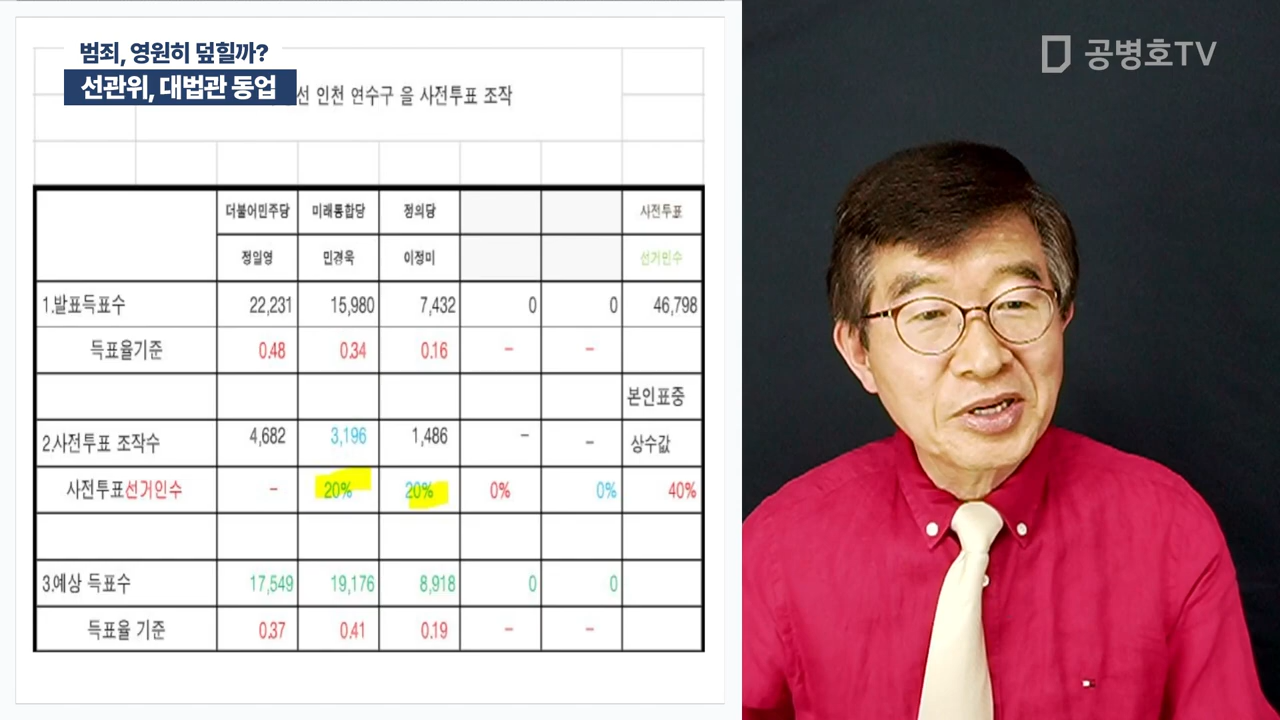 범죄, 영원히 덮힐까?
선관위, 대법관 동업
선 인천 연수구 을 사전투표 조작
공병호TV
더불어민주당 미래통합당 정의당 사전투표
정일영 민경욱 이정미 선거인수
1.발표득표수 22,231 15,980 7,432 0 0 46,798
득표율기준 0.48 0.34 0.16 – –
본인표중
2.사전투표 조작수 4,682 3,196 1,486 – – 상수값
사전투표선거인수 – 20% 20% 0% 0% 40%
3.예상 득표수 17,549 19,176 8,918 0 0
득표율 기준 0.37 0.41 0.19 – –